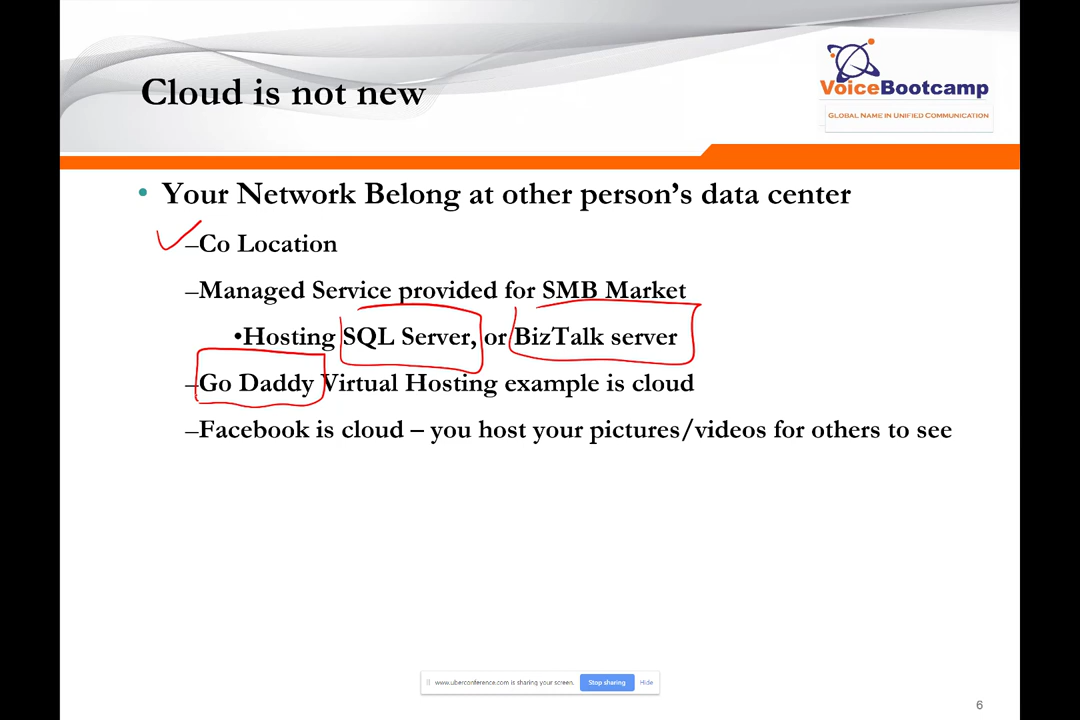 Cloud is not new
VoiceBootcamp
GLOBAL NAME IN UNIFIED COMMUNICATION
• Your Network Belong at other person's data center
–Co Location
–Managed Service provided for SMB Market
•Hosting SQL Server, or BizTalk server
–Go Daddy Virtual Hosting example is cloud
–Facebook is cloud – you host your pictures/videos for others to see
www.uberconference.com is sharing your screen. Stop sharing Hide
6